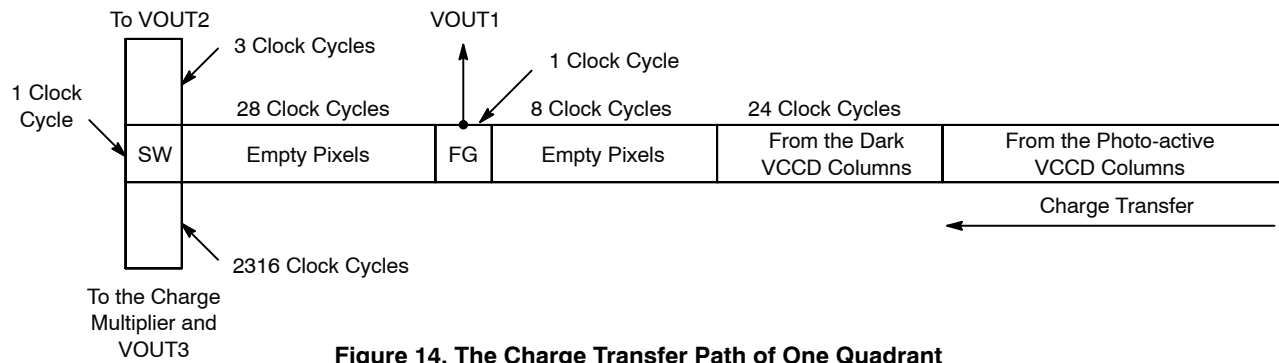 To VOUT2
VOUT1
3 Clock Cycles
1 Clock Cycle
1 Clock
Cycle
28 Clock Cycles
8 Clock Cycles
24 Clock Cycles
SW
Empty Pixels
FG
Empty Pixels
From the Dark
VCCD Columns
From the Photo-active
VCCD Columns
Charge Transfer
2316 Clock Cycles
To the Charge
Multiplier and
VOUT3
Figure 14. The Charge Transfer Path of One Quadrant